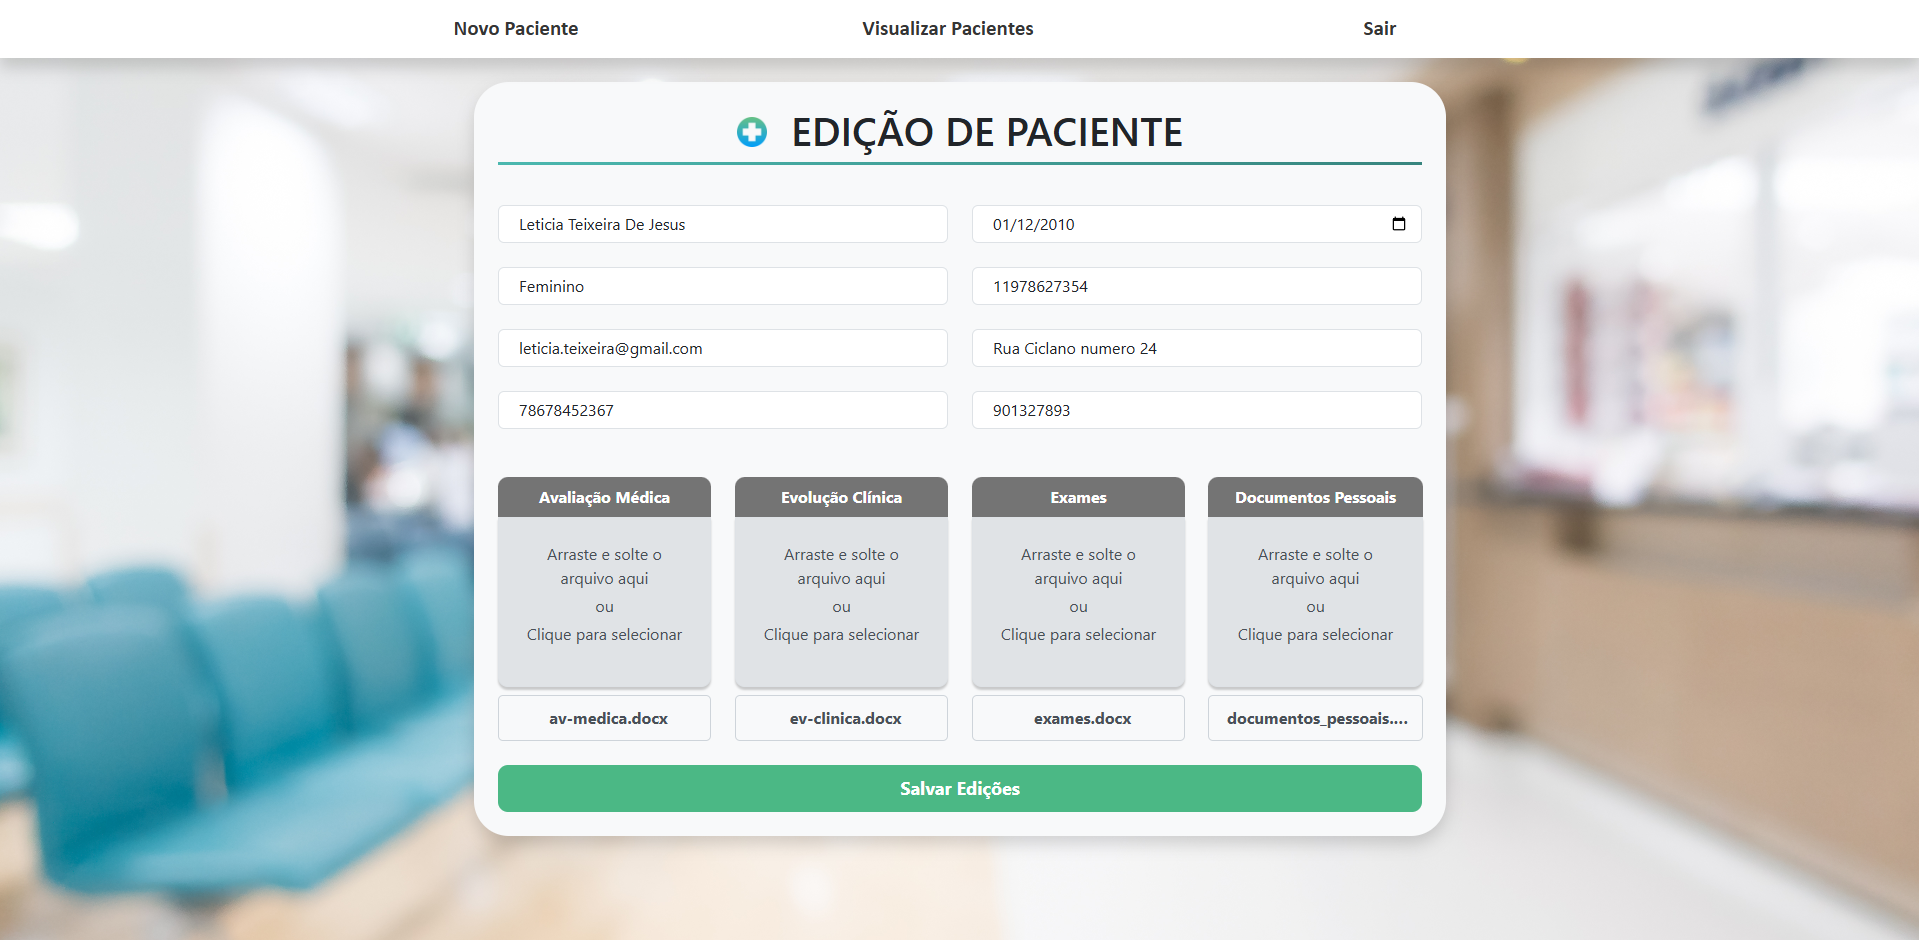 Novo Paciente
Visualizar Pacientes
Sair
EDIÇÃO DE PACIENTE
Leticia Teixeira De Jesus
01/12/2010
Feminino
11978627354
leticia.teixeira@gmail.com
Rua Ciclano numero 24
78678452367
901327893
Avaliação Médica
Arraste e solte o
arquivo aqui
ou
Clique para selecionar
av-medica.docx
Evolução Clínica
Arraste e solte o
arquivo aqui
ou
Clique para selecionar
ev-clinica.docx
Exames
Arraste e solte o
arquivo aqui
ou
Clique para selecionar
exames.docx
Documentos Pessoais
Arraste e solte o
arquivo aqui
ou
Clique para selecionar
documentos_pessoais....
Salvar Edições